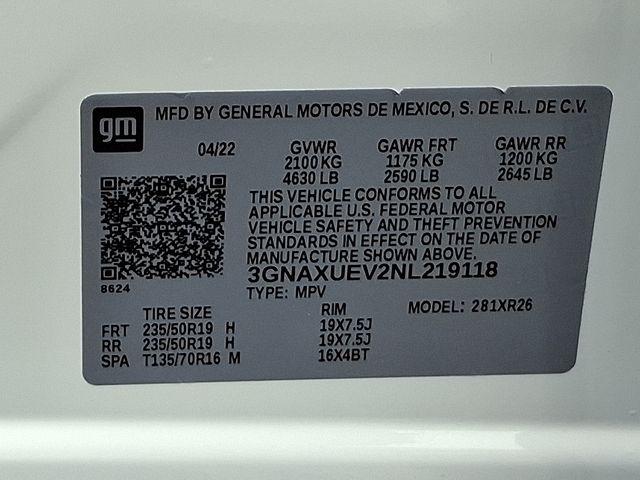 gm MFD BY GENERAL MOTORS DE MEXICO, S. DE R.L. DE C.V.
04/22 GVWR GAWR FRT GAWR RR
2100 KG 1175 KG 1200 KG
4630 LB 2590 LB 2645 LB
THIS VEHICLE CONFORMS TO ALL
APPLICABLE U.S. FEDERAL MOTOR
VEHICLE SAFETY AND THEFT PREVENTION
STANDARDS IN EFFECT ON THE DATE OF
MANUFACTURE SHOWN ABOVE.
3GNAXUEV2NL219118
8624
TYPE: MPV
TIRE SIZE RIM MODEL: 281XR26
FRT 235/50R19 H 19X7.5J
RR 235/50R19 H 19X7.5J
SPA T135/70R16 M 16X4BT